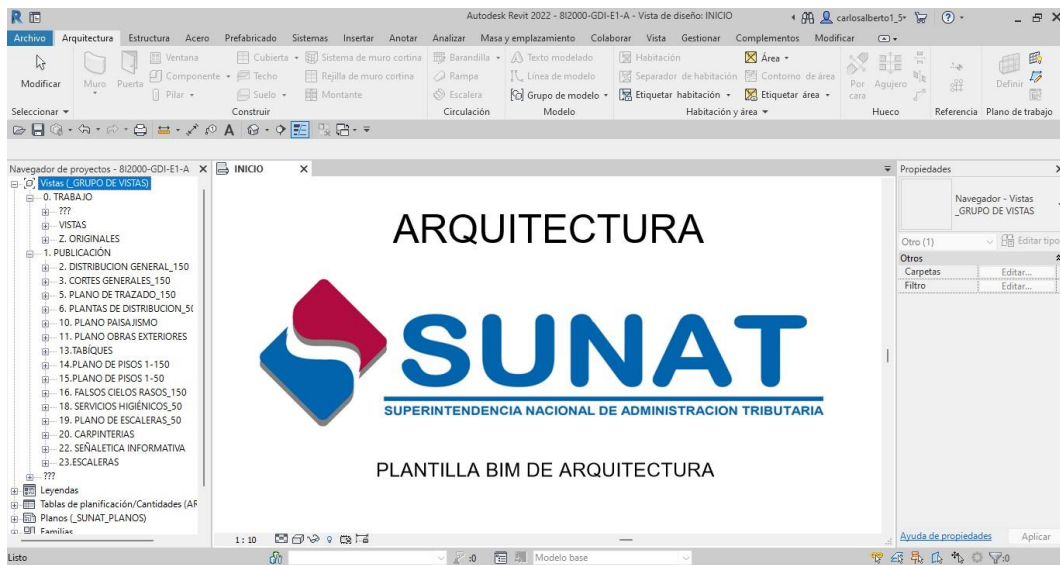 Autodesk Revit 2022 - 8I2000-GDI-E1-A - Vista de diseño: INICIO
carlosalberto1_5
Archivo Arquitectura Estructura Acero Prefabricado Sistemas Insertar Anotar Analizar Masa y emplazamiento Colaborar Vista Gestionar Complementos Modificar
Ventana Cubierta Sistema de muro cortina Barandilla Texto modelado Habitación Área
Modificar Muro Puerta Componente Techo Rejilla de muro cortina Rampa Línea de modelo Separador de habitación Contorno de área Por cara Agujero Definir
Pilar Suelo Montante Escalera Grupo de modelo Etiquetar habitación Etiquetar área
Seleccionar Construir Circulación Modelo Habitación y área Hueco Referencia Plano de trabajo
Navegador de proyectos - 8I2000-GDI-E1-A X INICIO X
Vistas (_GRUPO DE VISTAS)
0. TRABAJO
???
VISTAS
Z. ORIGINALES
1. PUBLICACIÓN
2. DISTRIBUCION GENERAL_150
3. CORTES GENERALES_150
5. PLANO DE TRAZADO_150
6. PLANTAS DE DISTRIBUCION_5(
10. PLANO PAISAJISMO
11. PLANO OBRAS EXTERIORES
13.TABÍQUES
14.PLANO DE PISOS 1-150
15.PLANO DE PISOS 1-50
16. FALSOS CIELOS RASOS_150
18. SERVICIOS HIGIÉNICOS_50
19. PLANO DE ESCALERAS_50
20. CARPINTERIAS
22. SEÑALETICA INFORMATIVA
23.ESCALERAS
???
Leyendas
Tablas de planificación/Cantidades (AR
Planos (_SUNAT_PLANOS)
Familias
ARQUITECTURA
SUNAT
SUPERINTENDENCIA NACIONAL DE ADMINISTRACION TRIBUTARIA
PLANTILLA BIM DE ARQUITECTURA
Propiedades
Navegador - Vistas
_GRUPO DE VISTAS
Otro (1) Editar tipo
Otros
Carpetas Editar...
Filtro Editar...
Ayuda de propiedades Aplicar
1 : 10
Listo :0 Modelo base :0